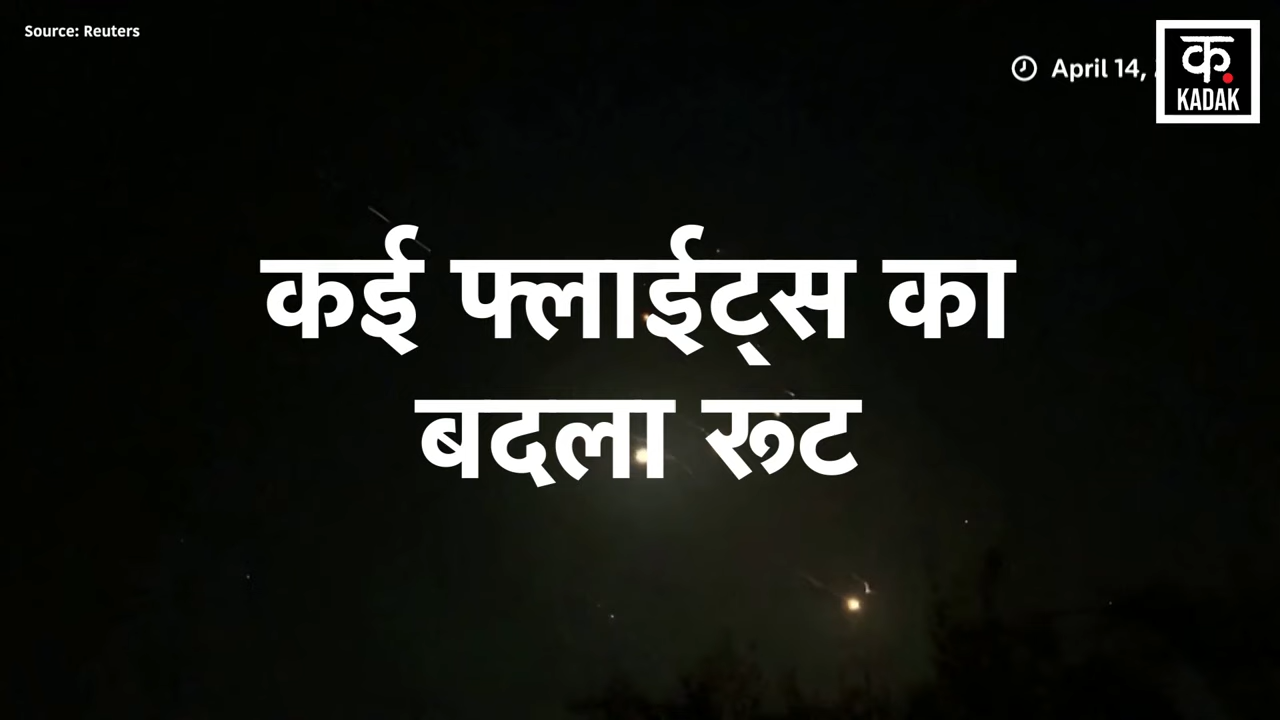 Source: Reuters
April 14,
क.
KADAK
कई फ्लाईट्स का
बदला रूट